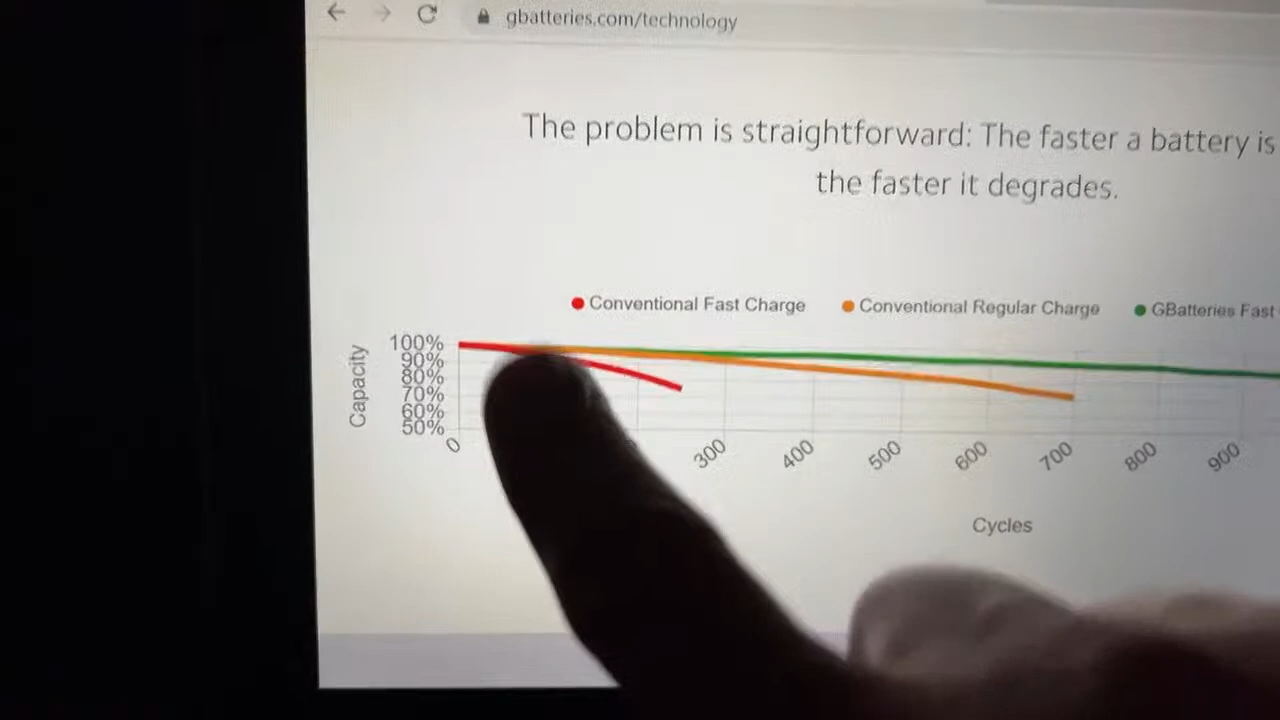 gbatteries.com/technology
The problem is straightforward: The faster a battery is
the faster it degrades.
Conventional Fast Charge
Conventional Regular Charge
GBatteries Fast
Capacity
100%
90%
80%
70%
60%
50%
0
300
400
500
600
700
800
900
Cycles